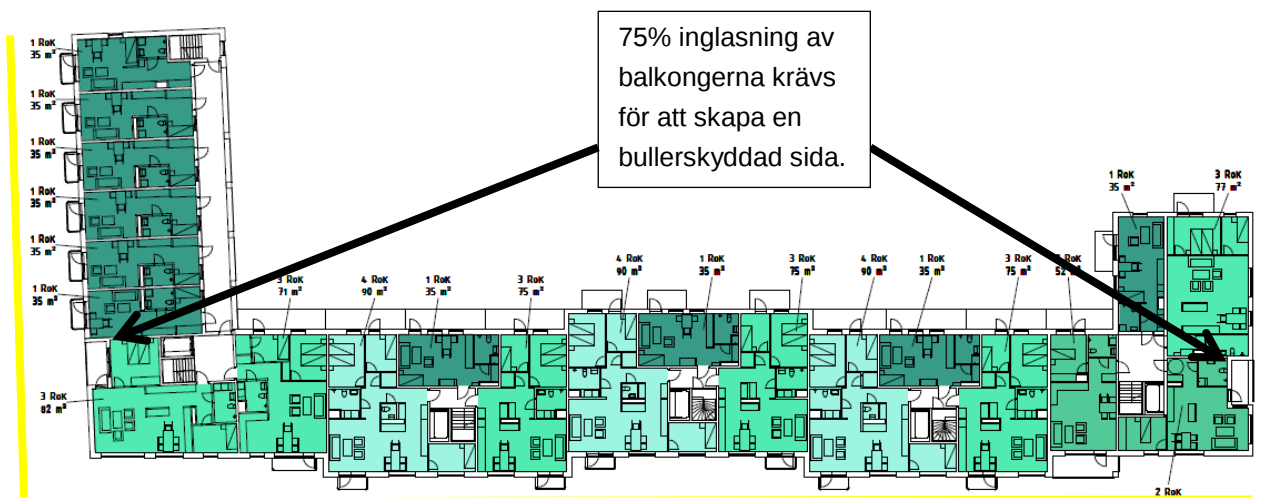 75% inglasning av
balkongerna krävs
för att skapa en
bullerskyddad sida.
1 RoK
35 m²
1 RoK
35 m²
1 RoK
35 m²
1 RoK
35 m²
1 RoK
35 m²
1 RoK
35 m²
3 RoK
82 m²
3 RoK
71 m²
4 RoK
90 m²
1 RoK
35 m²
3 RoK
75 m²
4 RoK
90 m²
1 RoK
35 m²
3 RoK
75 m²
4 RoK
90 m²
1 RoK
35 m²
3 RoK
75 m²
RoK
52 m²
1 RoK
35 m²
3 RoK
77 m²
2 RoK